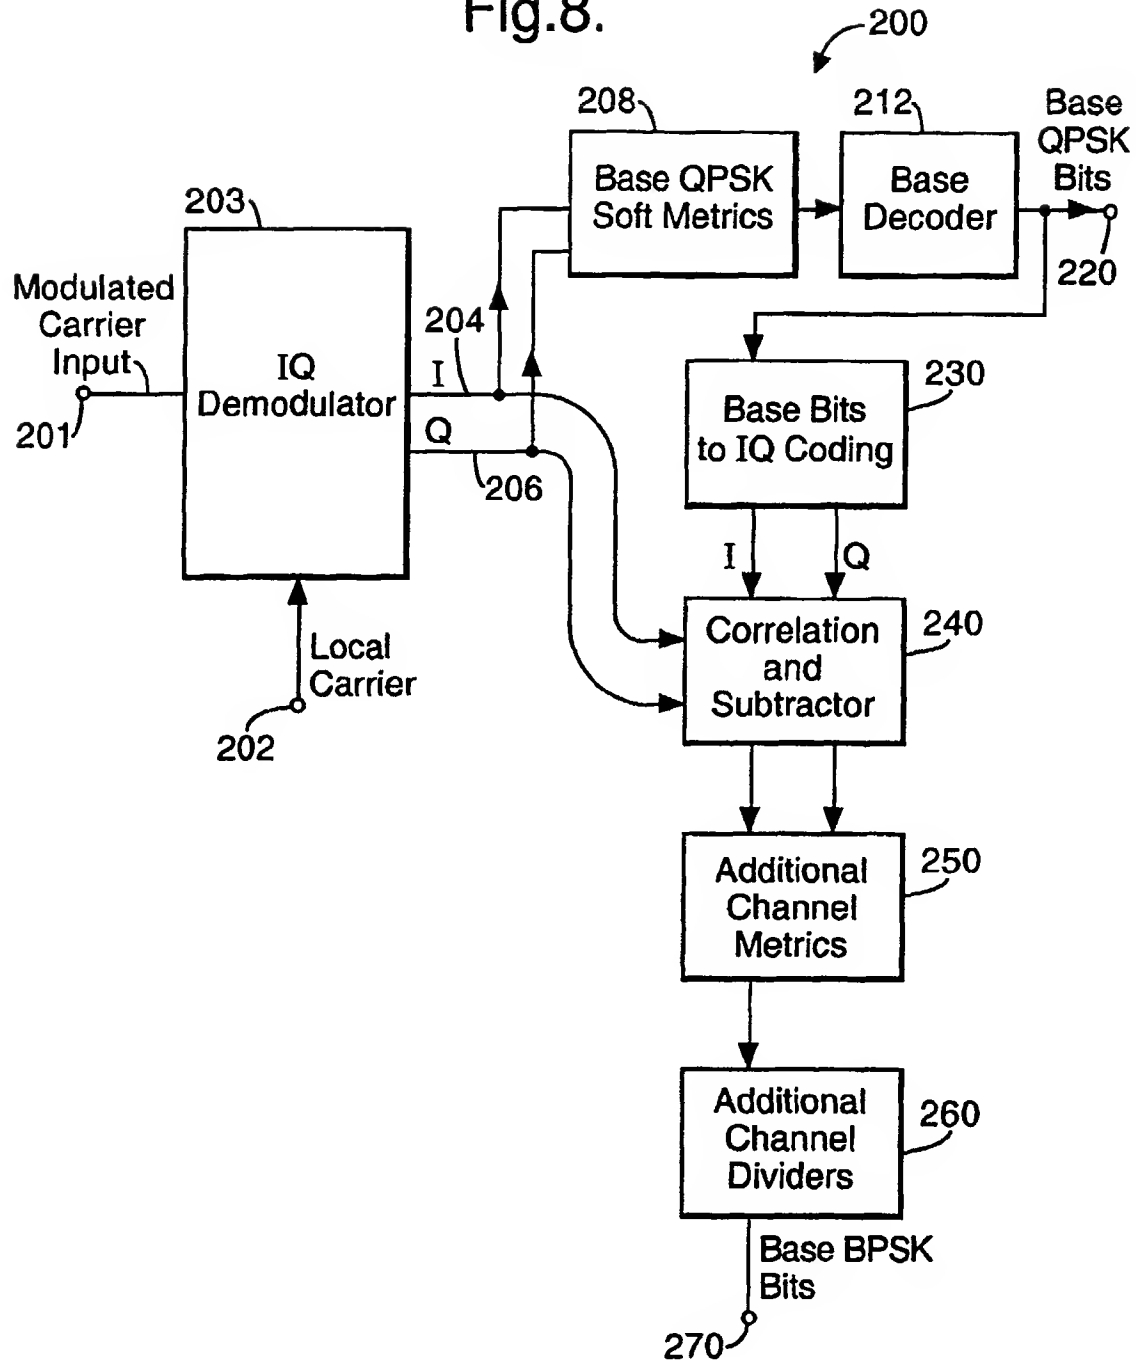 Fig.8.
200
208
212
Base
QPSK
Bits
Base QPSK
Soft Metrics
Base
Decoder
203
220
Modulated
Carrier
Input
IQ
Demodulator
204
I
Q
206
201
230
Base Bits
to IQ Coding
I
Q
Local
Carrier
202
Correlation
and
Subtractor
240
Additional
Channel
Metrics
250
Additional
Channel
Dividers
260
Base BPSK
Bits
270